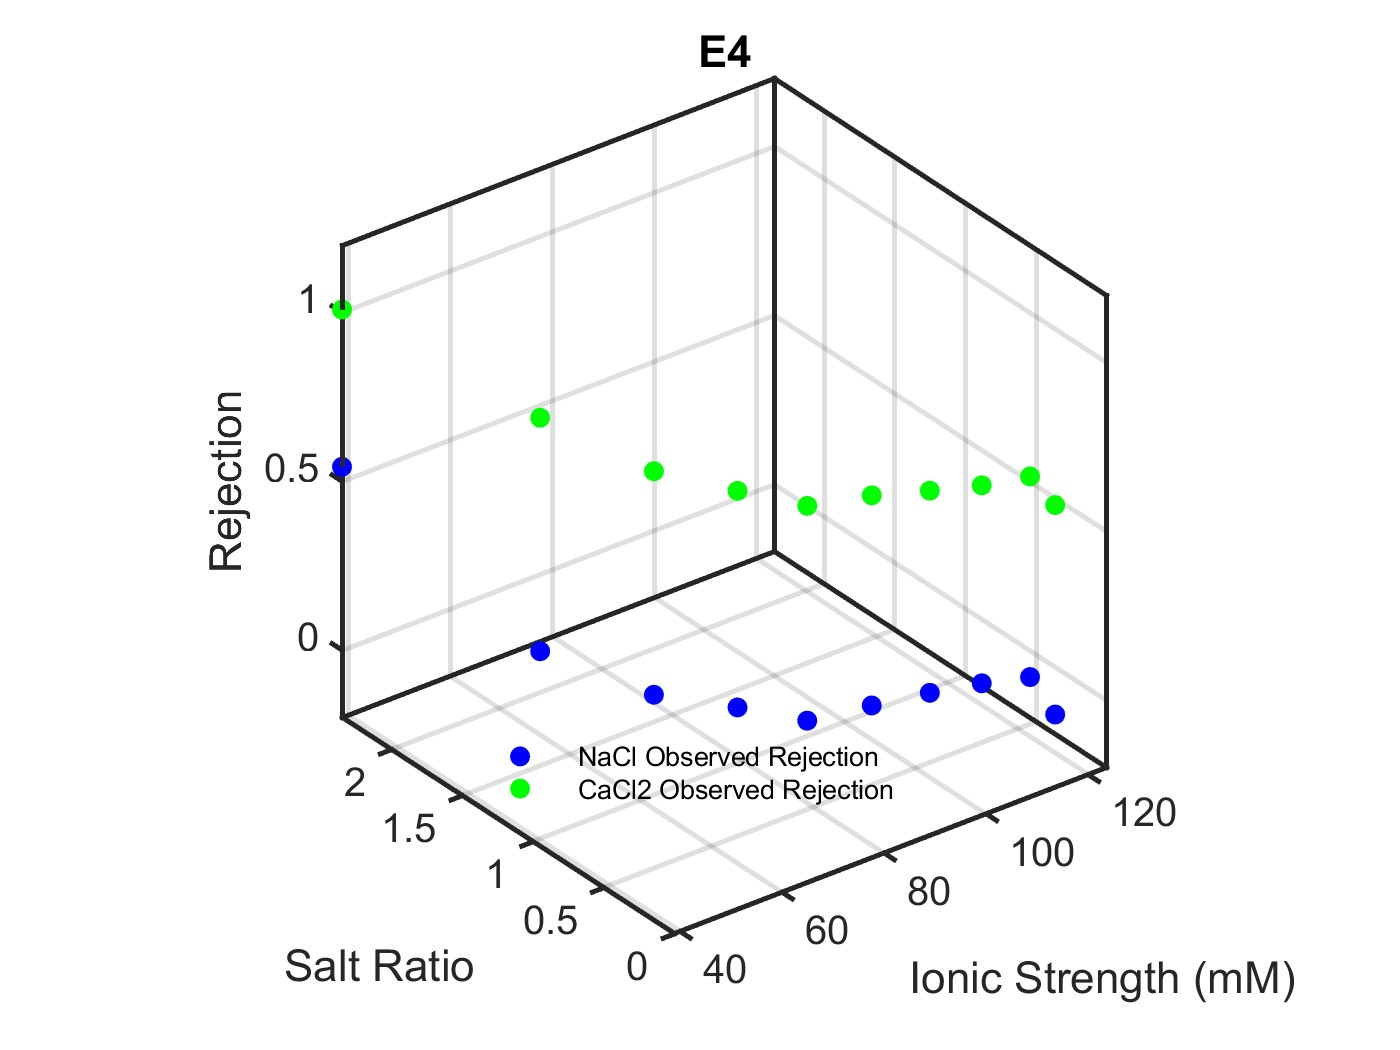 E4
1
0.5
0
Rejection
NaCl Observed Rejection
CaCl2 Observed Rejection
2
1.5
1
0.5
0
Salt Ratio
40
60
80
100
120
Ionic Strength (mM)